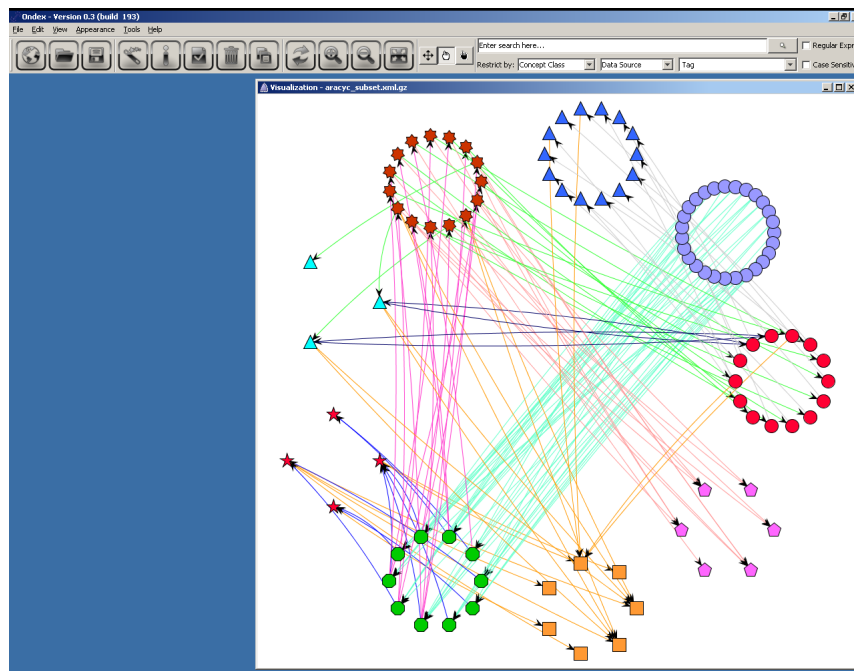 Ondex - Version 0.3 (build 193)
File Edit View Appearance Tools Help
Enter search here...
Regular Expr
Restrict by: Concept Class Data Source Tag
Case Sensitiv
Visualization - aracyc_subset.xml.gz